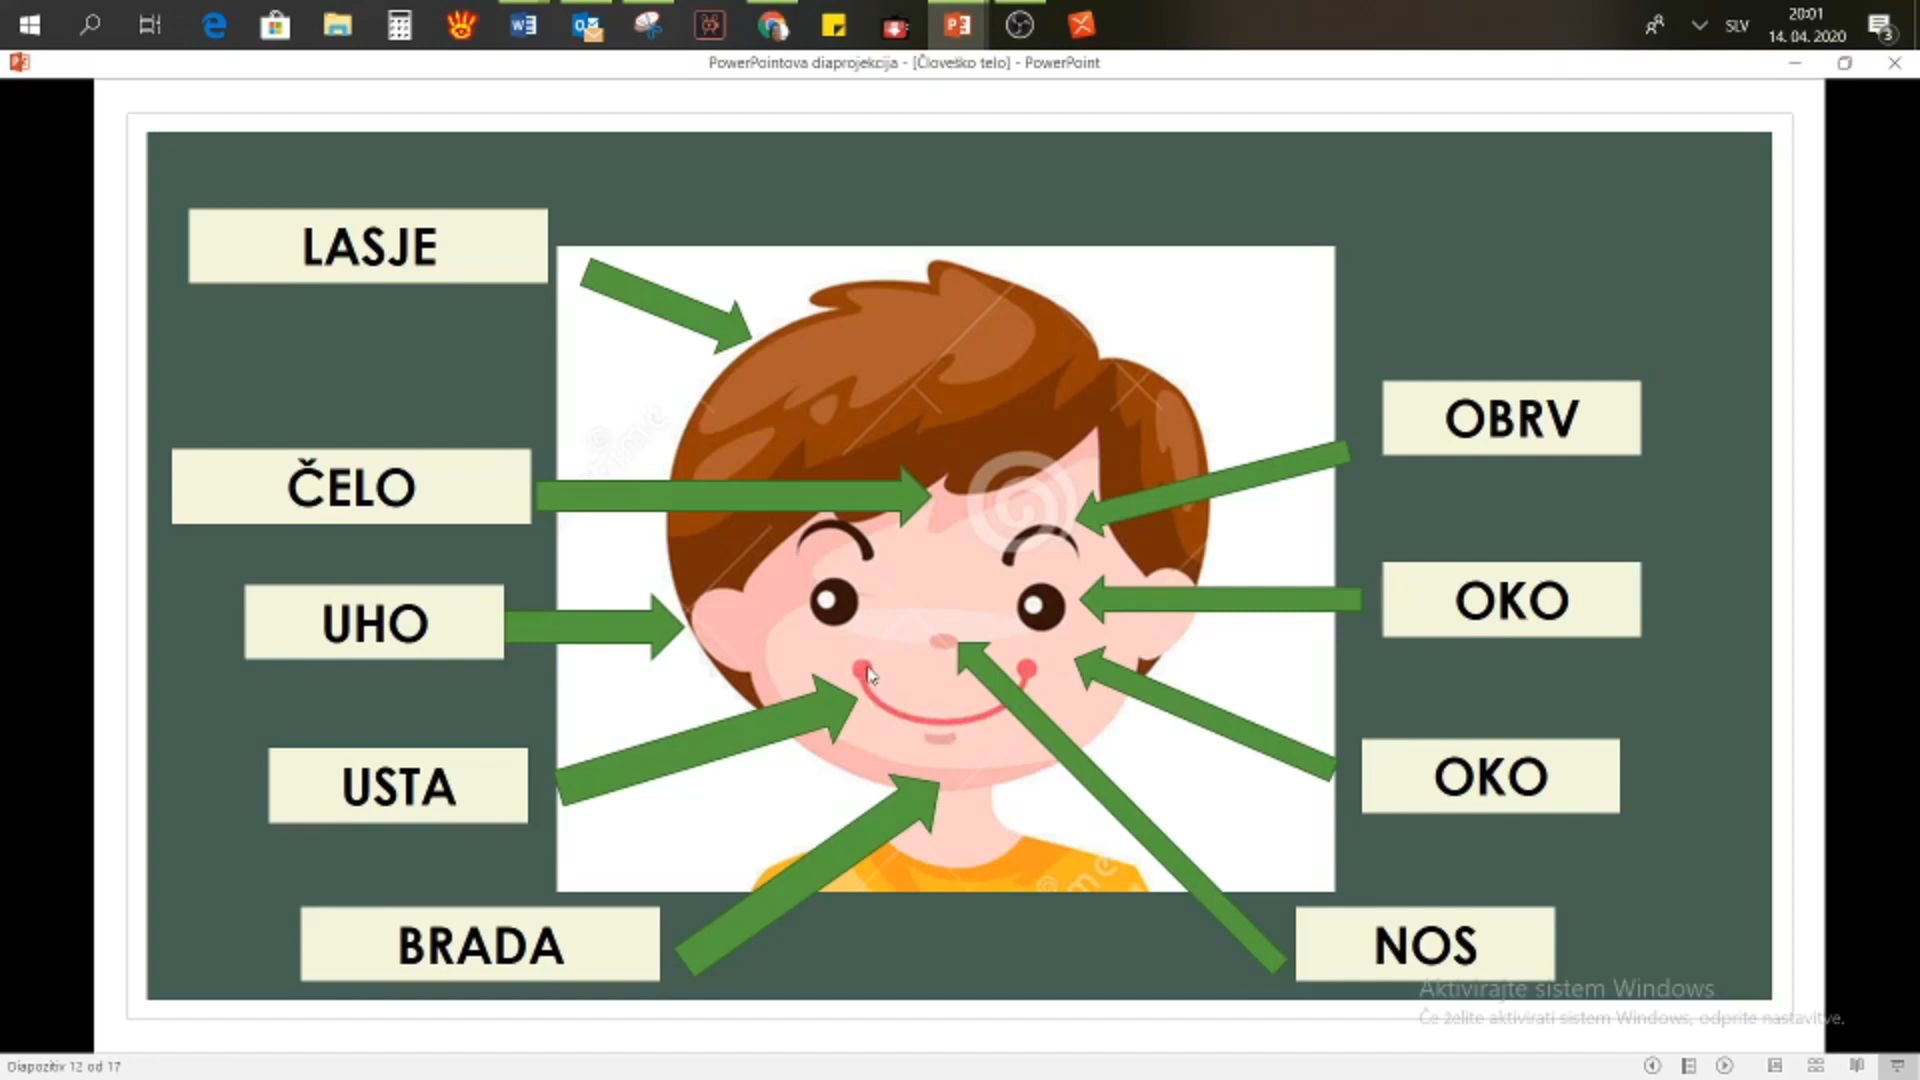 SLV
20:01
14. 04. 2020
3
PowerPointova diaprojekcija - [Človeško telo] - PowerPoint
LASJE
OBRV
ČELO
OKO
UHO
OKO
USTA
BRADA
NOS
Aktivirajte sistem Windows
Če želite aktivirati sistem Windows, odprite nastavitve.
Diapozitiv 12 od 17